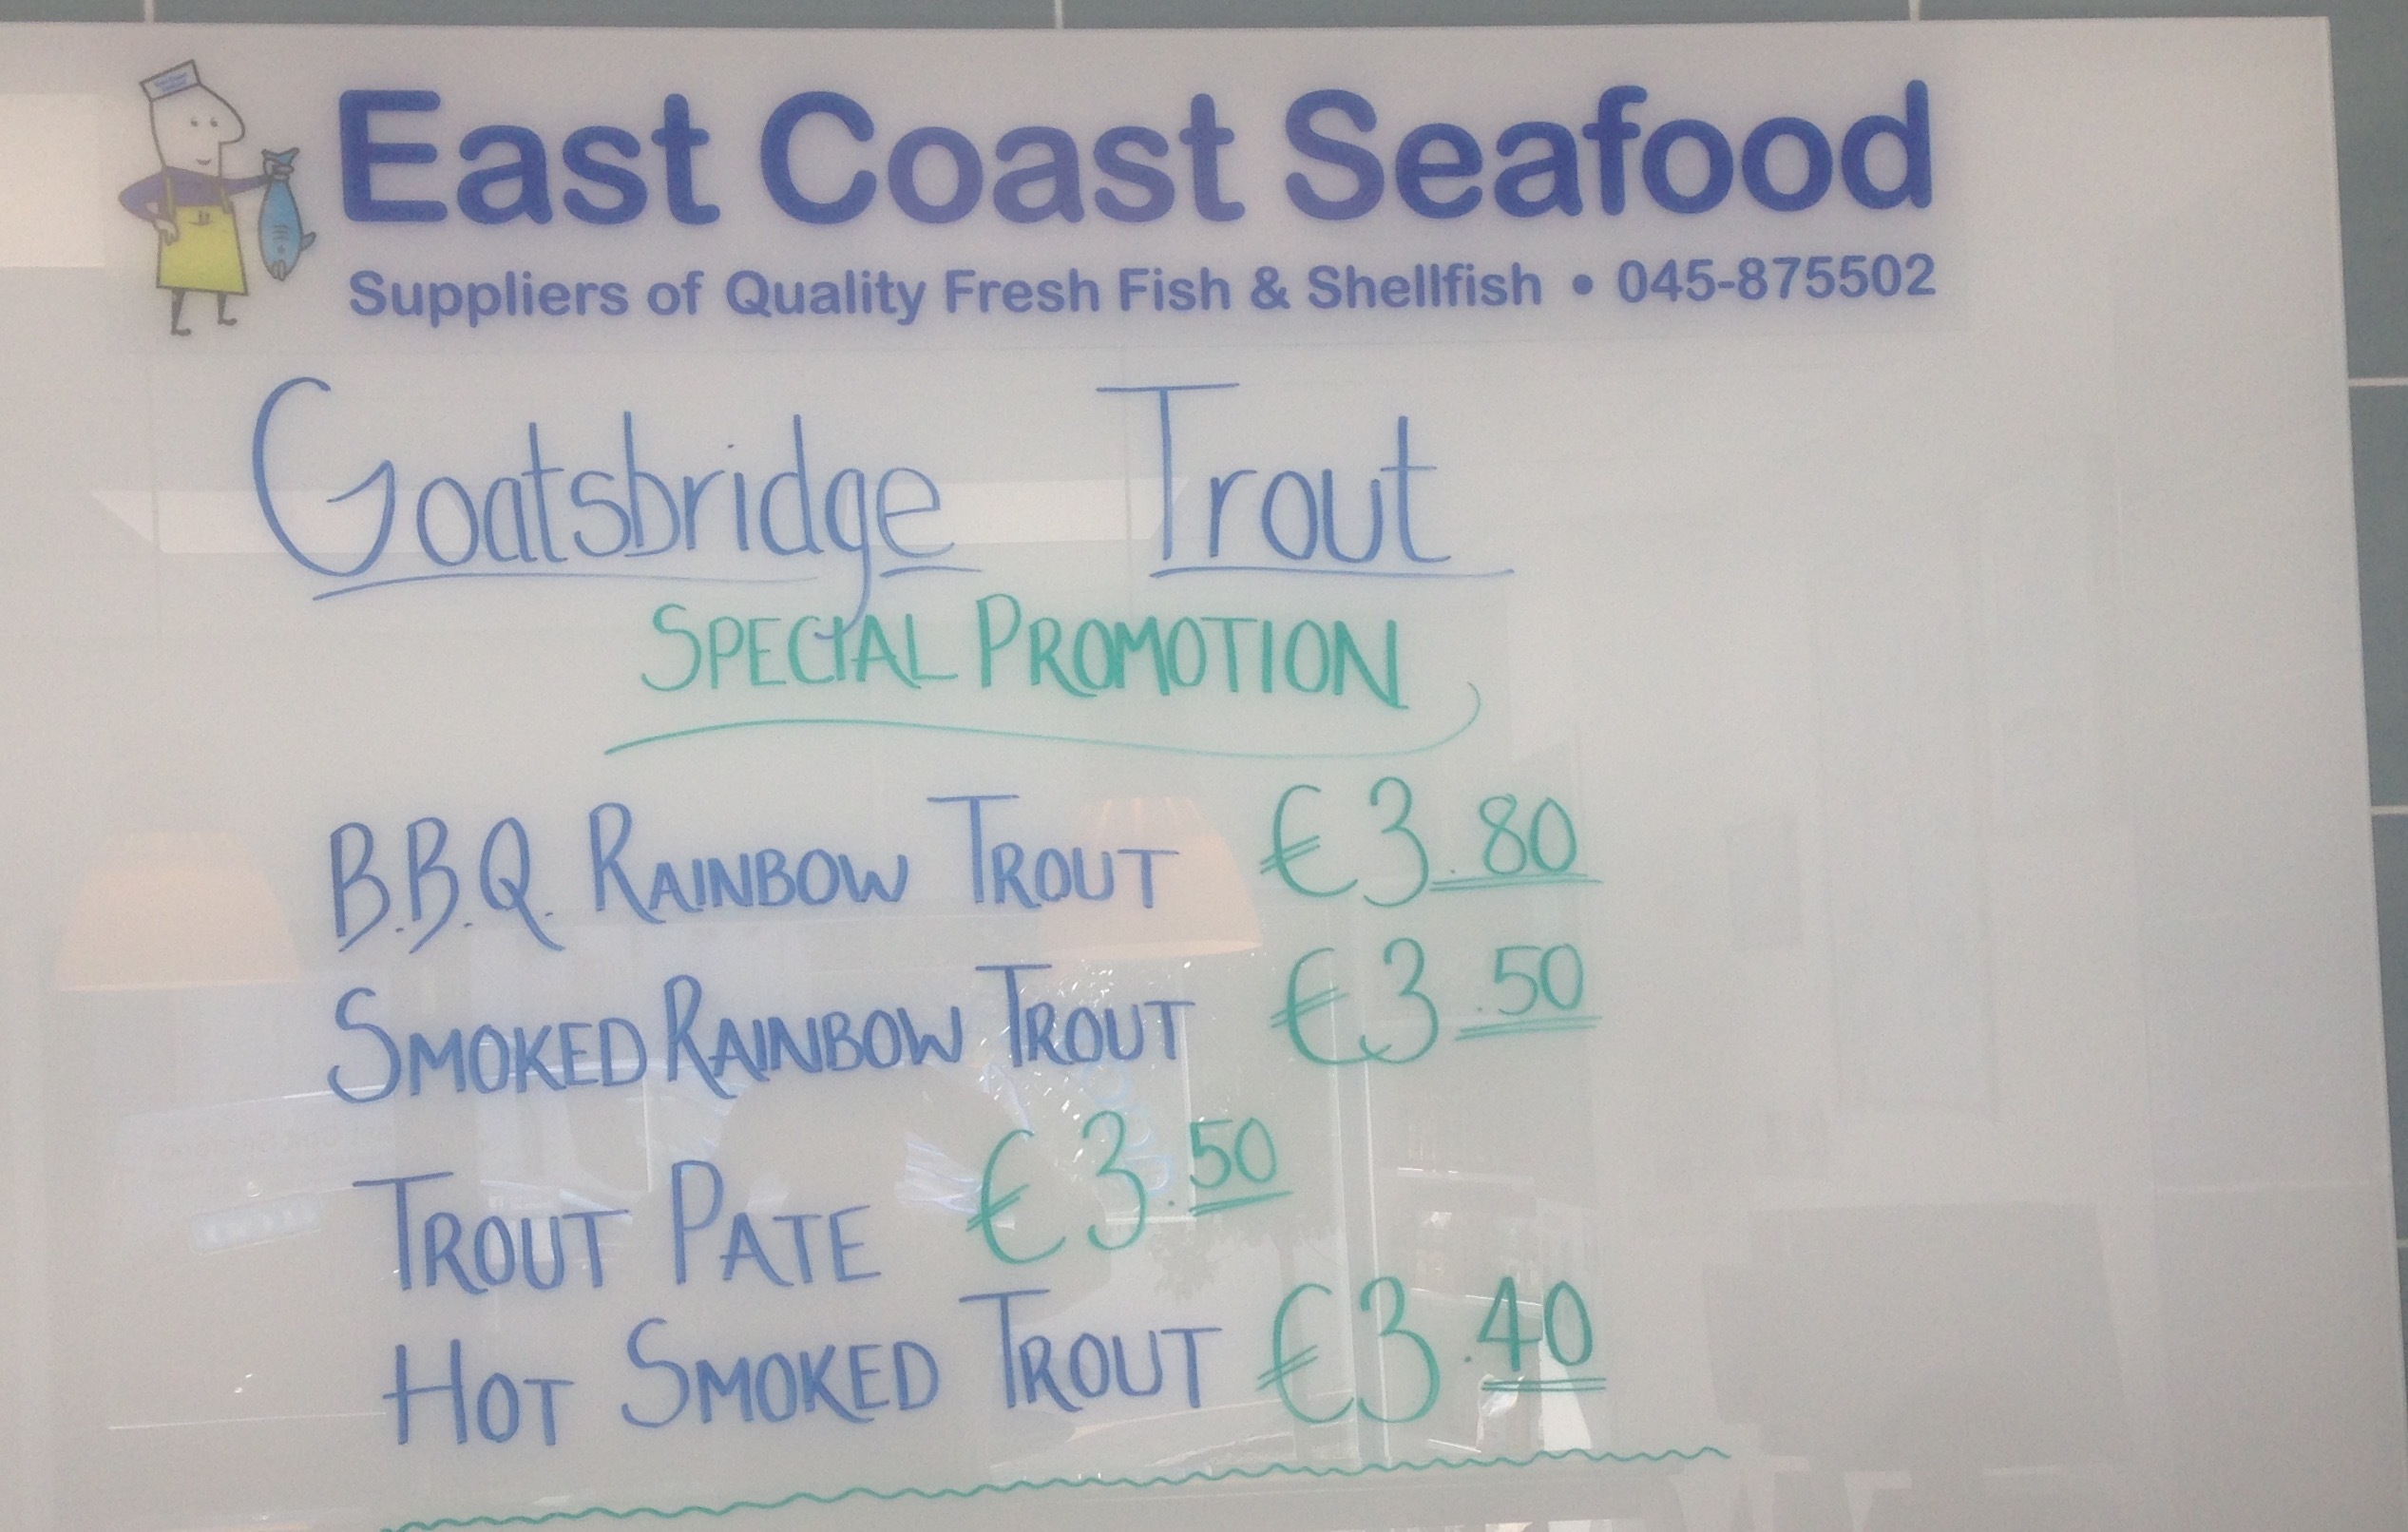 East Coast Seafood
Suppliers of Quality Fresh Fish & Shellfish • 045-875502
Goatsbridge Trout
SPECIAL PROMOTION
B.B.Q. RAINBOW TROUT €3.80
SMOKED RAINBOW TROUT €3.50
TROUT PATE €3.50
HOT SMOKED TROUT €3.40